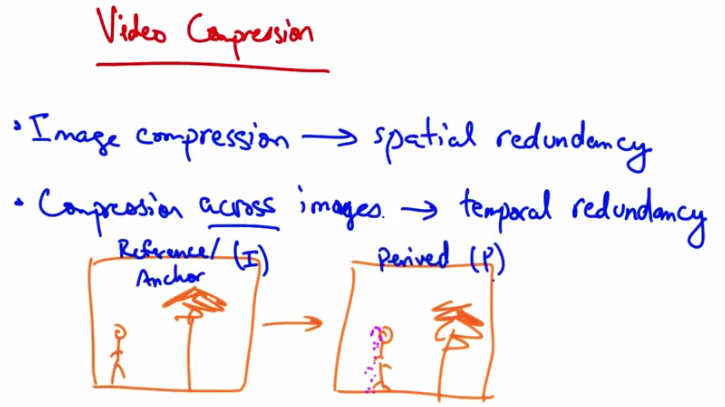 Video Compression
• Image compression → spatial redundancy
• Compression across images. → temporal redundancy
Reference/ (I)
Anchor
Derived (P)